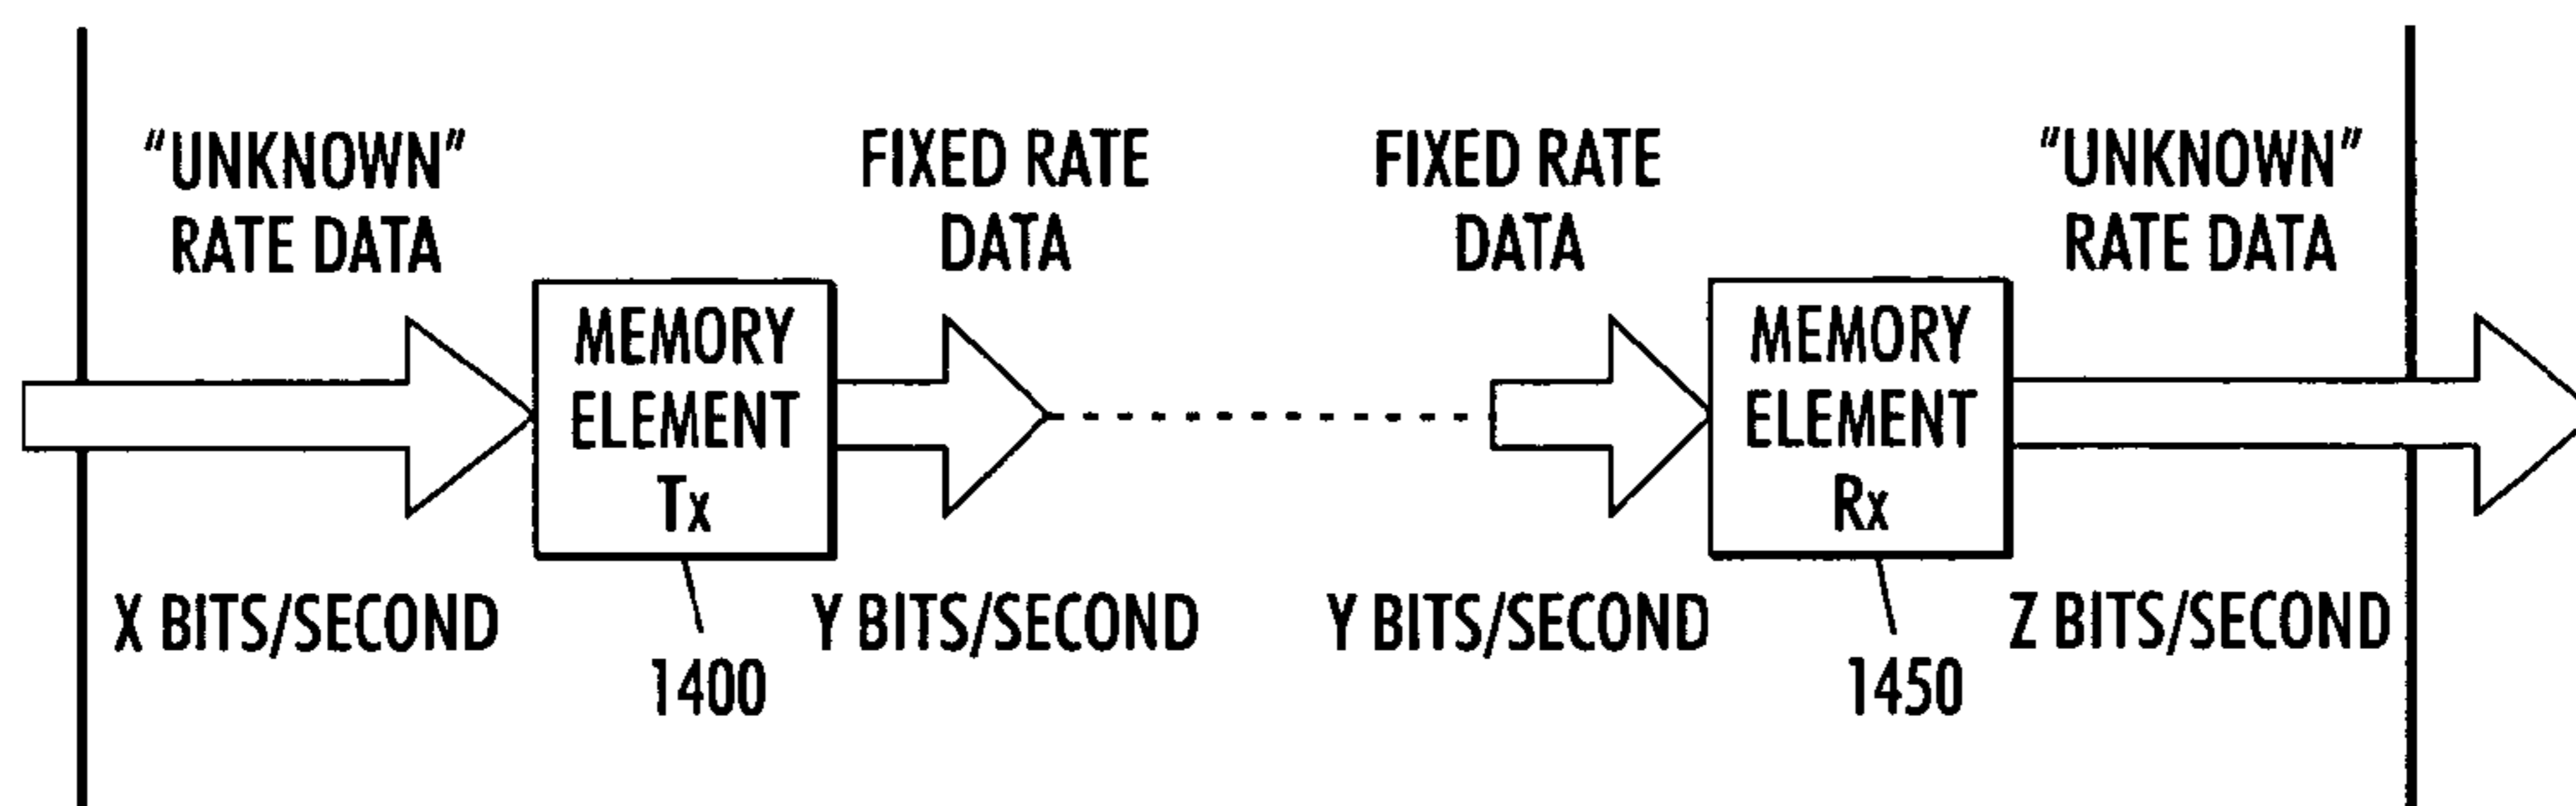 "UNKNOWN"
RATE DATA
FIXED RATE
DATA
FIXED RATE
DATA
"UNKNOWN"
RATE DATA
MEMORY
ELEMENT
Tx
MEMORY
ELEMENT
Rx
X BITS/SECOND
Y BITS/SECOND
Y BITS/SECOND
Z BITS/SECOND
1400
1450